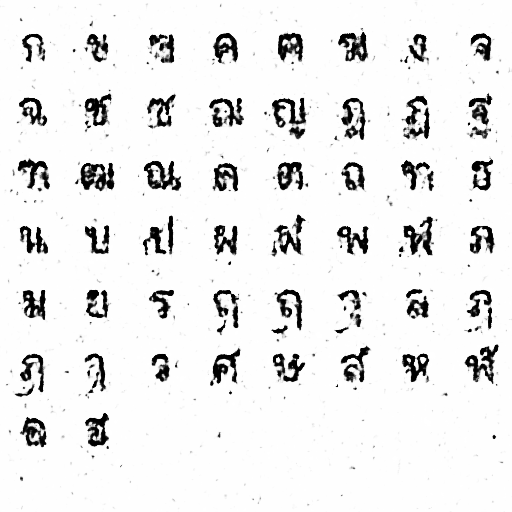 ก ข ฃ ค ฅ ฆ ง จ
ฉ ช ซ ฌ ญ ฎ ฏ ฐ
ฑ ฒ ณ ด ต ถ ท ธ
น บ ป ผ ฝ พ ฟ ภ
ม ย ร ฤ ฤ ล ฦ
ฦ ว ศ ษ ส ห ฬ
อ ฮ